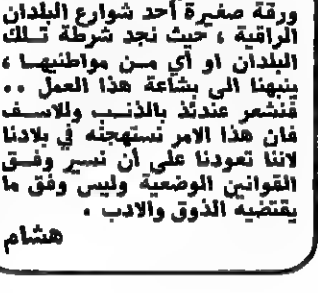 ورقة صغيرة أحد شوارع البلدان
الراقية ، حيث نجد شرطة تلك
البلدان او أي من مواطنيها ،
ينبهنا الى بشاعة هذا العمل ..
فنشعر عندئذ بالذنب وللاسف
فان هذا الامر نستهجنه في بلادنا
لاننا تعودنا على أن نسير وفق
القوانين الوضعية وليس وفق ما
يقتضيه الذوق والادب .
هشام